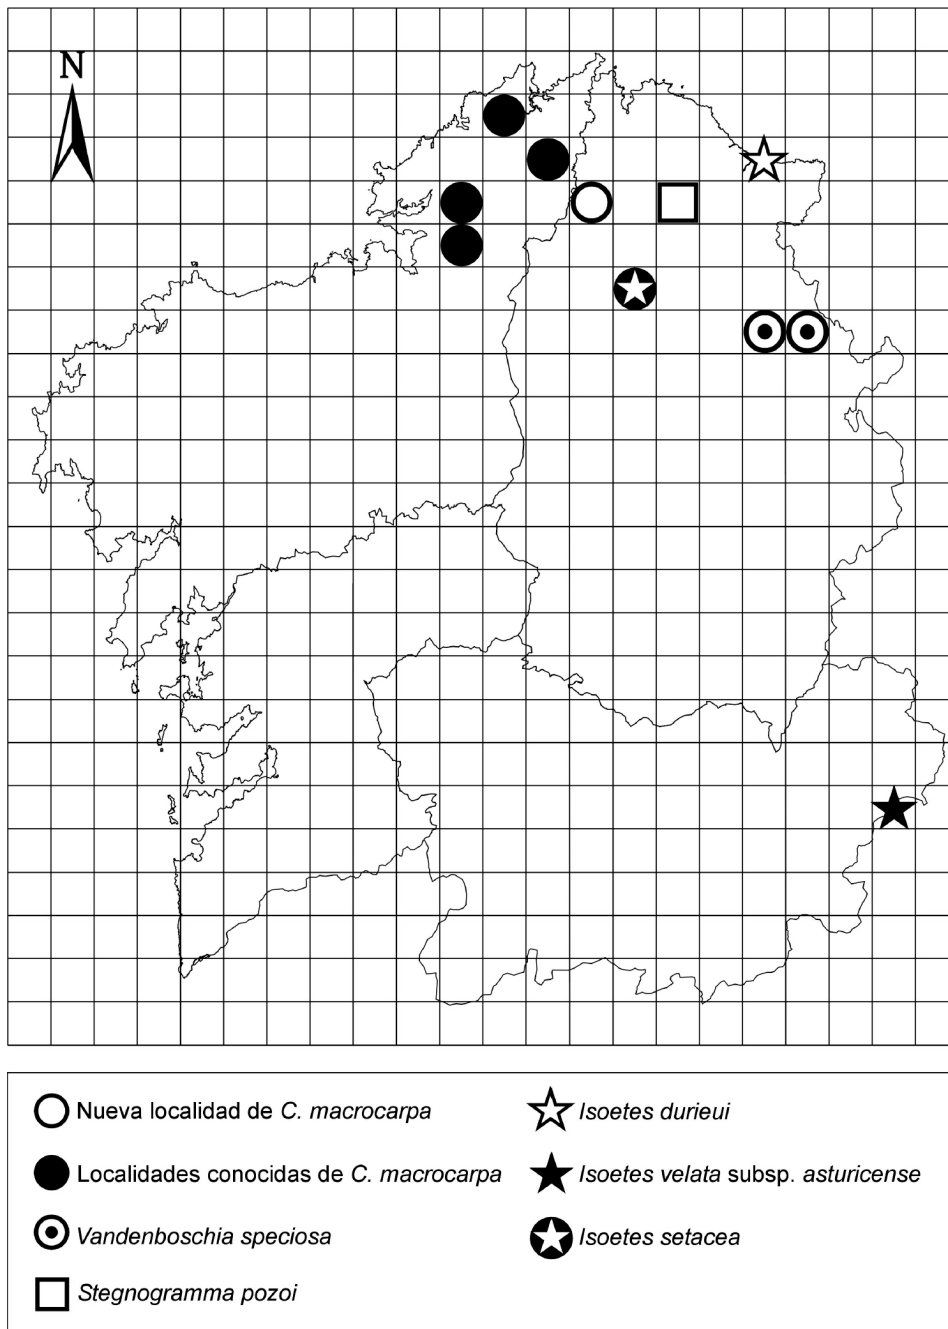 N
Nueva localidad de C. macrocarpa
Localidades conocidas de C. macrocarpa
Vandenboschia speciosa
Stegnogramma pozoi
Isoetes durieui
Isoetes velata subsp. asturicense
Isoetes setacea